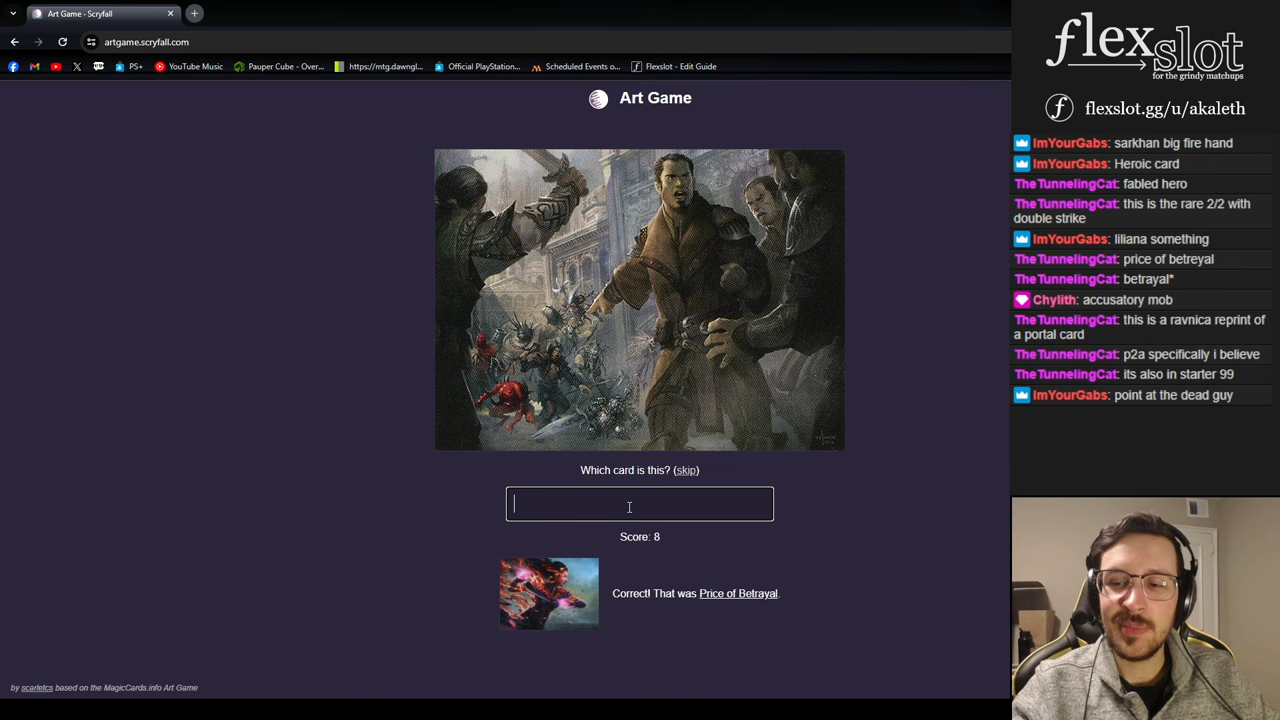 Art Game · Scryfall
artgame.scryfall.com
PS+
YouTube Music
Pauper Cube - Over...
https://mtg.dawngl...
Official PlayStation...
Scheduled Events o...
Flexslot - Edit Guide
Art Game
Which card is this? (skip)
Score: 8
Correct! That was Price of Betrayal.
by scarletcs based on the MagicCards.info Art Game
flexslot
for the grindy matchups
flexslot.gg/u/akaleth
ImYourGabs: sarkhan big fire hand
ImYourGabs: Heroic card
TheTunnelingCat: fabled hero
TheTunnelingCat: this is the rare 2/2 with
double strike
ImYourGabs: liliana something
TheTunnelingCat: price of betreyal
TheTunnelingCat: betrayal*
Chylith: accusatory mob
TheTunnelingCat: this is a ravnica reprint of
a portal card
TheTunnelingCat: p2a specifically i believe
TheTunnelingCat: its also in starter 99
ImYourGabs: point at the dead guy